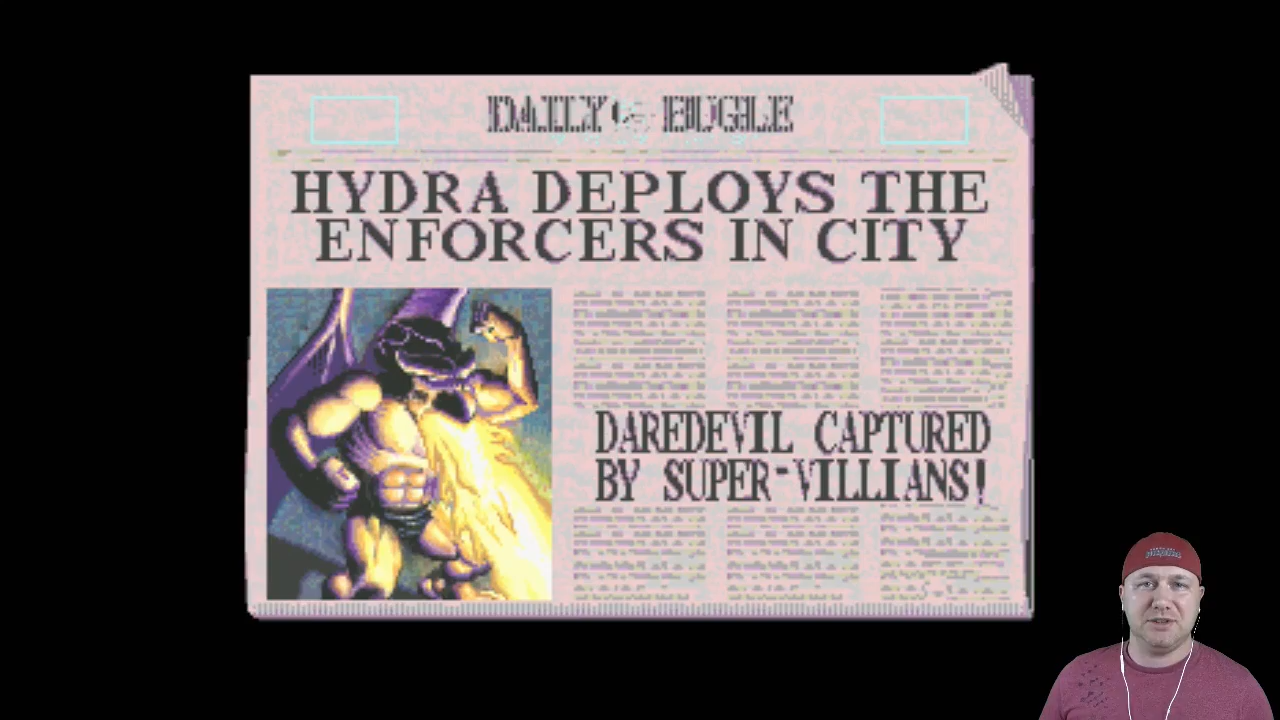 DAILY BUGLE
HYDRA DEPLOYS THE
ENFORCERS IN CITY
DAREDEVIL CAPTURED
BY SUPER-VILLIANS!